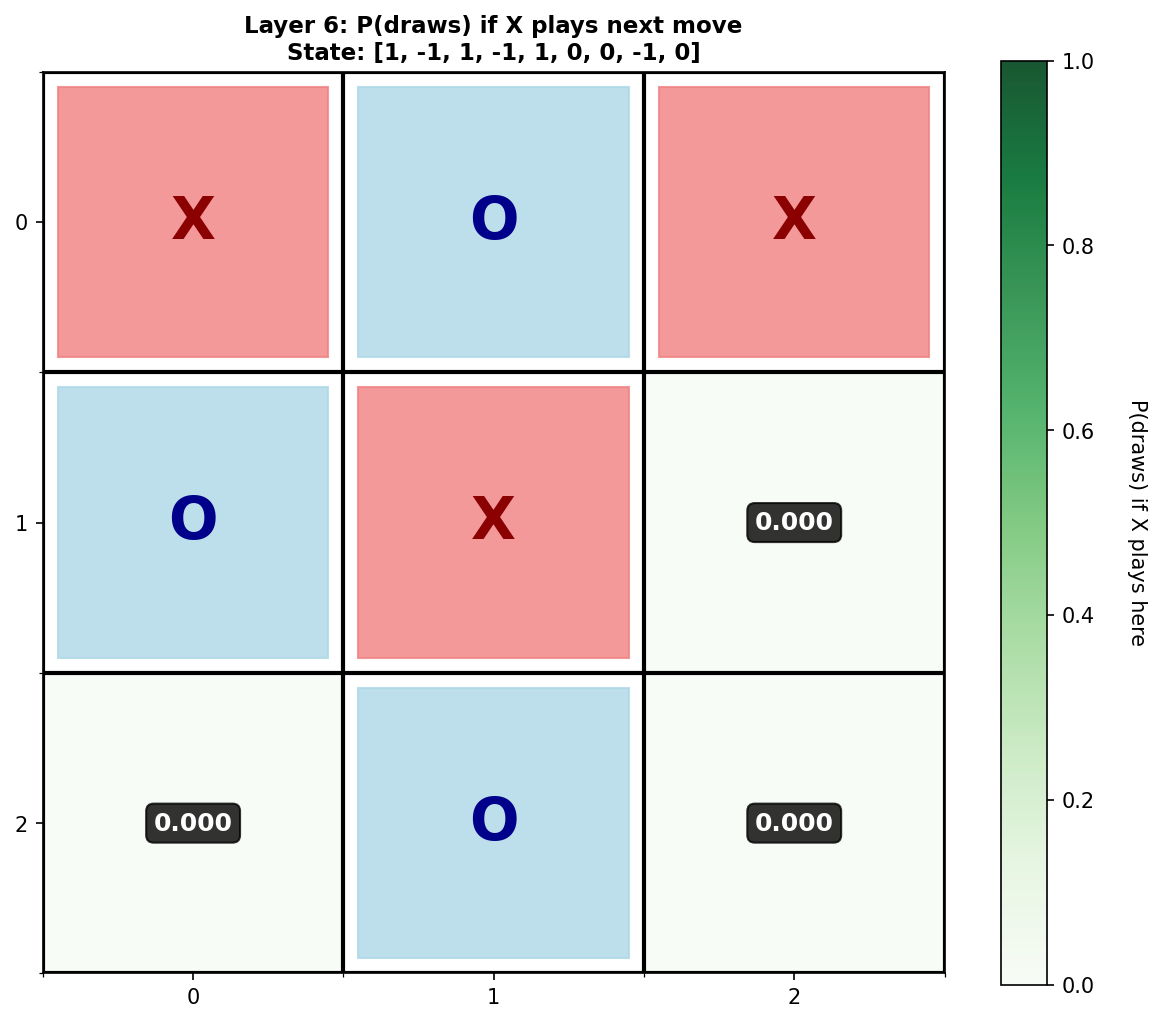 Layer 6: P(draws) if X plays next move
State: [1, -1, 1, -1, 1, 0, 0, -1, 0]
0
X
O
X
1
O
X
0.000
2
0.000
O
0.000
0
1
2
1.0
0.8
0.6
0.4
0.2
0.0
P(draws) if X plays here